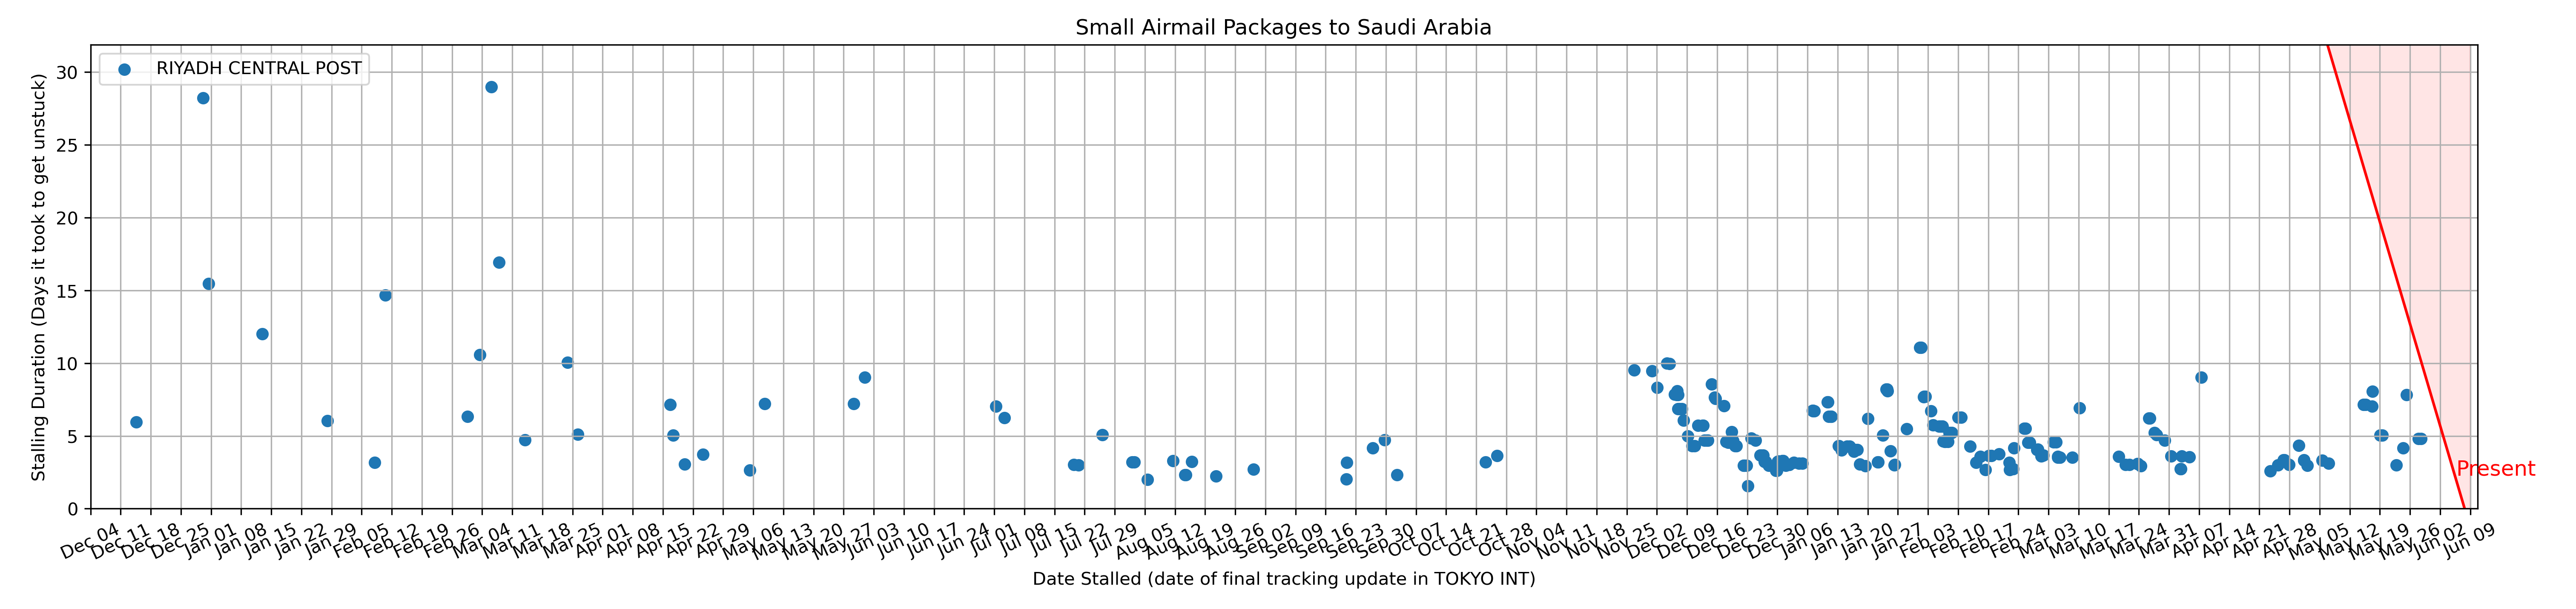 Small Airmail Packages to Saudi Arabia
RIYADH CENTRAL POST
Stalling Duration (Days it took to get unstuck)
30
25
20
15
10
5
0
Present
Dec 04
Dec 11
Dec 18
Dec 25
Jan 01
Jan 08
Jan 15
Jan 22
Jan 29
Feb 05
Feb 12
Feb 19
Feb 26
Mar 04
Mar 11
Mar 18
Mar 25
Apr 01
Apr 08
Apr 15
Apr 22
Apr 29
May 06
May 13
May 20
May 27
Jun 03
Jun 10
Jun 17
Jun 24
Jul 01
Jul 08
Jul 15
Jul 22
Jul 29
Aug 05
Aug 12
Aug 19
Aug 26
Sep 02
Sep 09
Sep 16
Sep 23
Sep 30
Oct 07
Oct 14
Oct 21
Oct 28
Nov 04
Nov 11
Nov 18
Nov 25
Dec 02
Dec 09
Dec 16
Dec 23
Dec 30
Jan 06
Jan 13
Jan 20
Jan 27
Feb 03
Feb 10
Feb 17
Feb 24
Mar 03
Mar 10
Mar 17
Mar 24
Mar 31
Apr 07
Apr 14
Apr 21
Apr 28
May 05
May 12
May 19
May 26
Jun 02
Jun 09
Date Stalled (date of final tracking update in TOKYO INT)